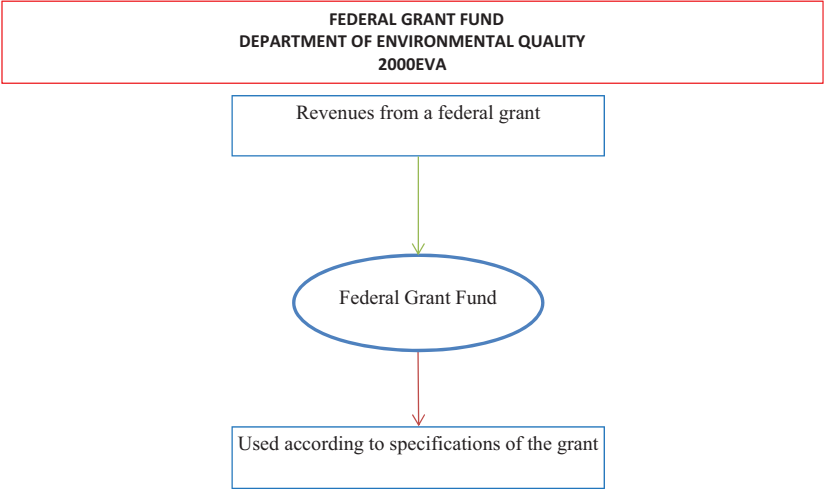 FEDERAL GRANT FUND
DEPARTMENT OF ENVIRONMENTAL QUALITY
2000EVA
Revenues from a federal grant
Federal Grant Fund
Used according to specifications of the grant